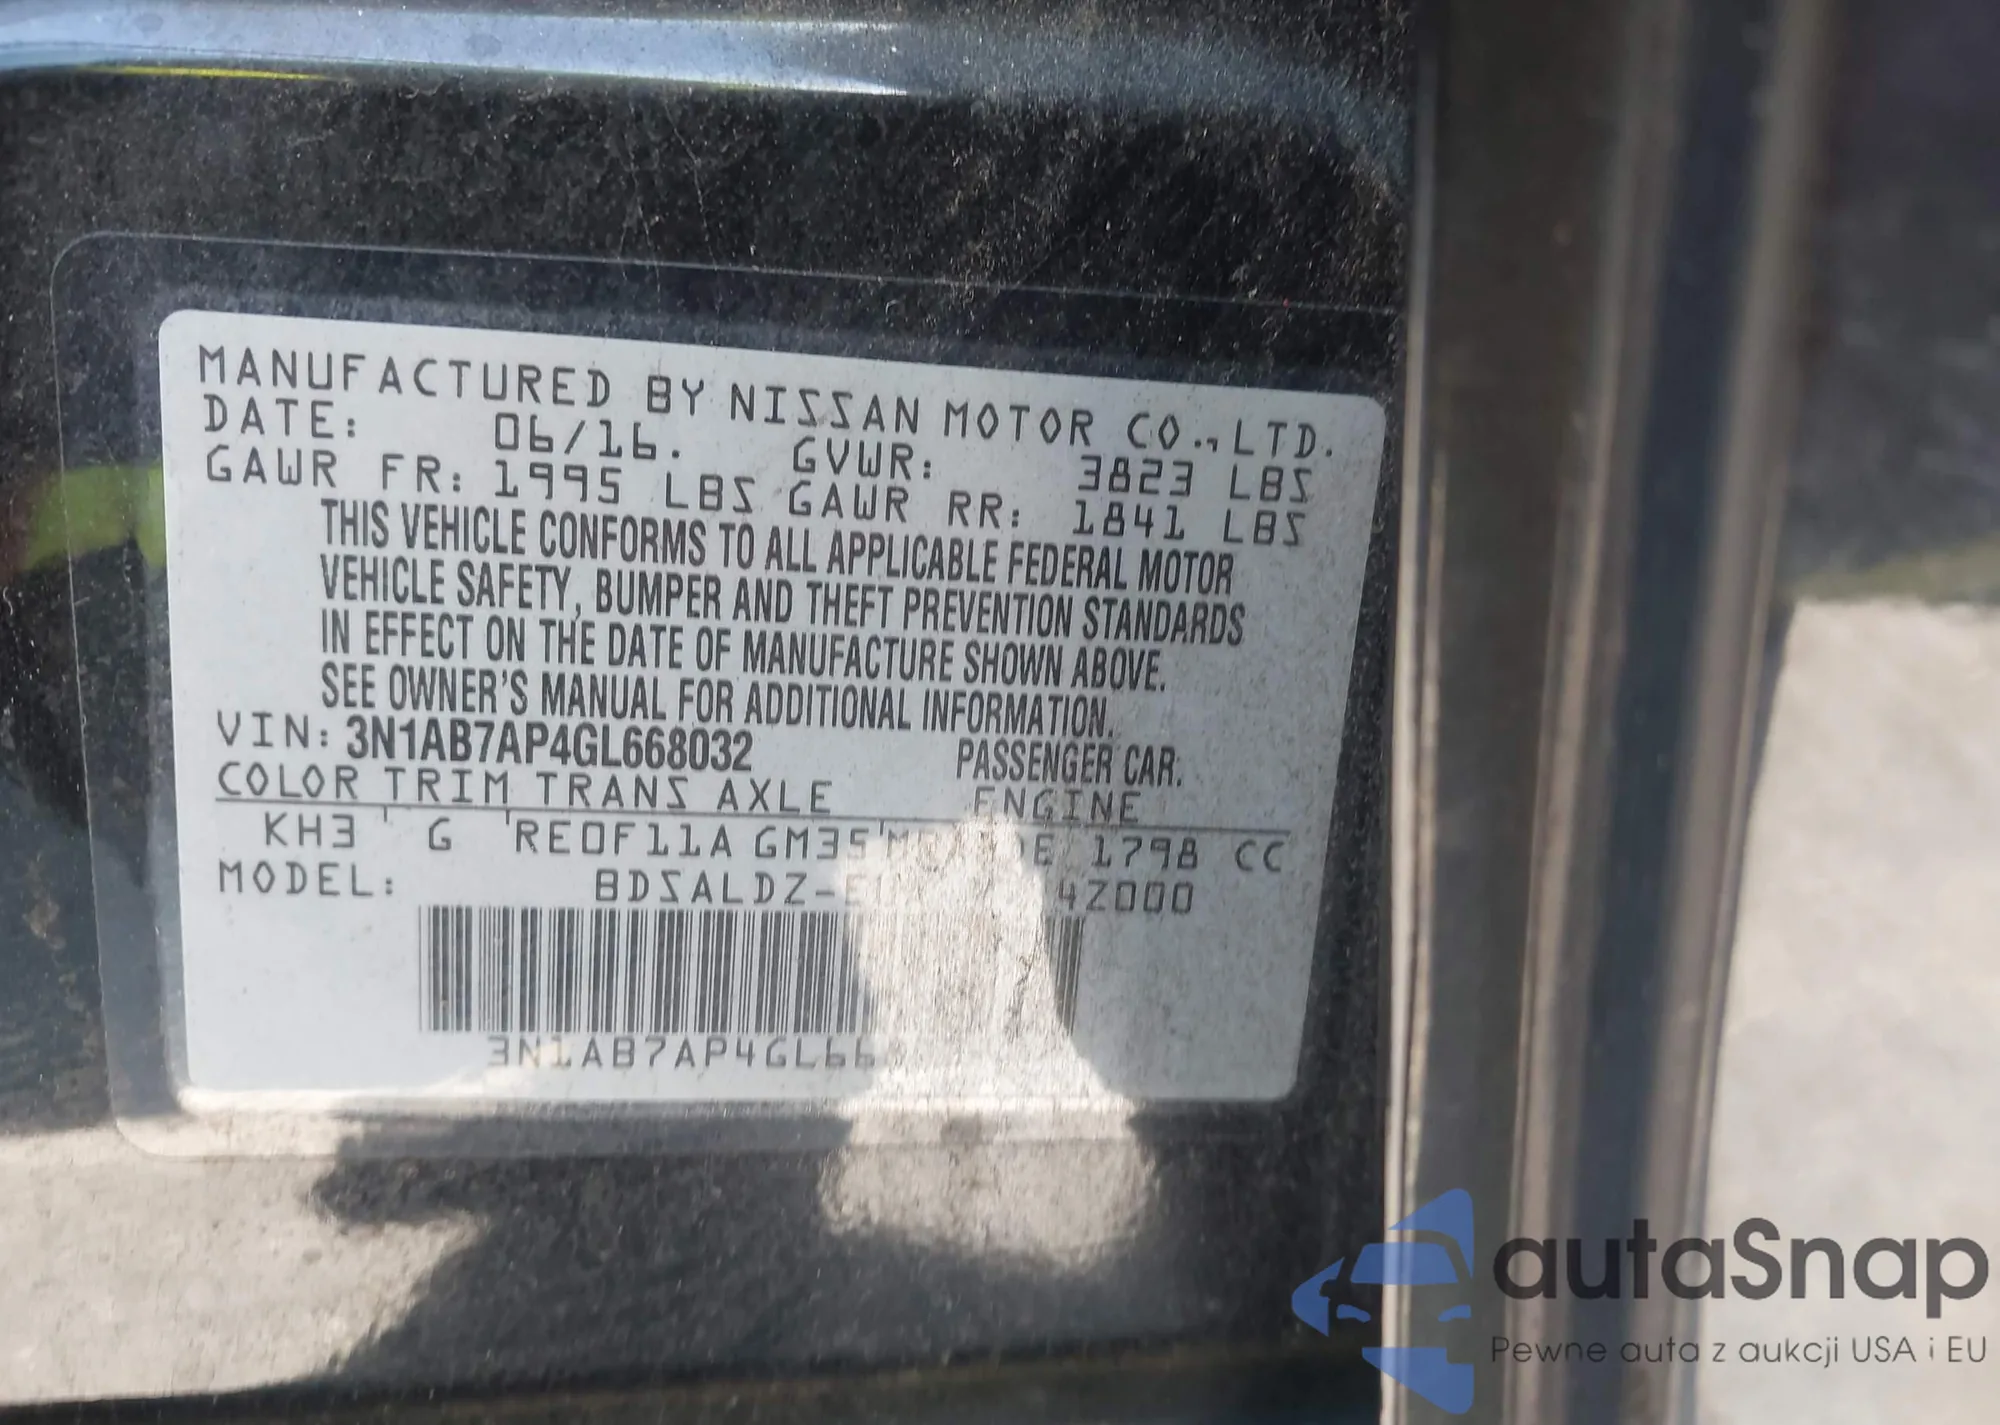 MANUFACTURED BY NISSAN MOTOR CO.,LTD.
DATE: 06/16. GVWR: 3823 LBS
GAWR FR: 1995 LBS GAWR RR: 1841 LBS
THIS VEHICLE CONFORMS TO ALL APPLICABLE FEDERAL MOTOR
VEHICLE SAFETY, BUMPER AND THEFT PREVENTION STANDARDS
IN EFFECT ON THE DATE OF MANUFACTURE SHOWN ABOVE.
SEE OWNER'S MANUAL FOR ADDITIONAL INFORMATION.
VIN: 3N1AB7AP4GL668032 PASSENGER CAR.
COLOR TRIM TRANS AXLE ENGINE
KH3 G RE0F11A GM35 1798 CC
MODEL:
autaSnap
Pewne auta z aukcji USA i EU